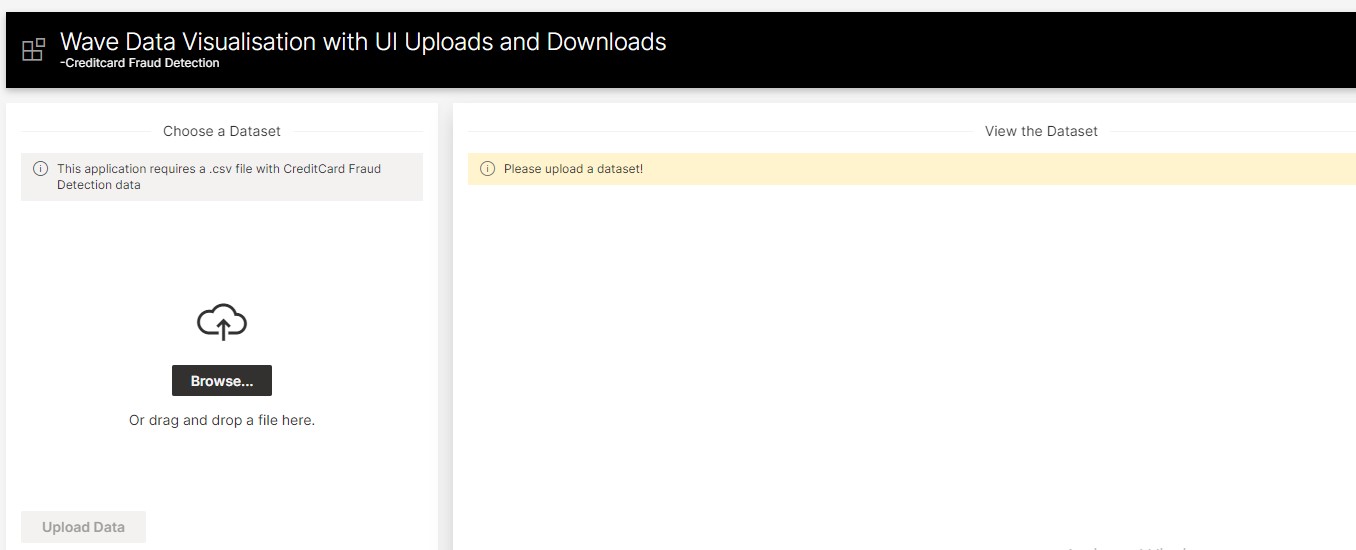 Wave Data Visualisation with UI Uploads and Downloads
-Creditcard Fraud Detection
Choose a Dataset
This application requires a .csv file with CreditCard Fraud
Detection data
Browse...
Or drag and drop a file here.
Upload Data
View the Dataset
Please upload a dataset!